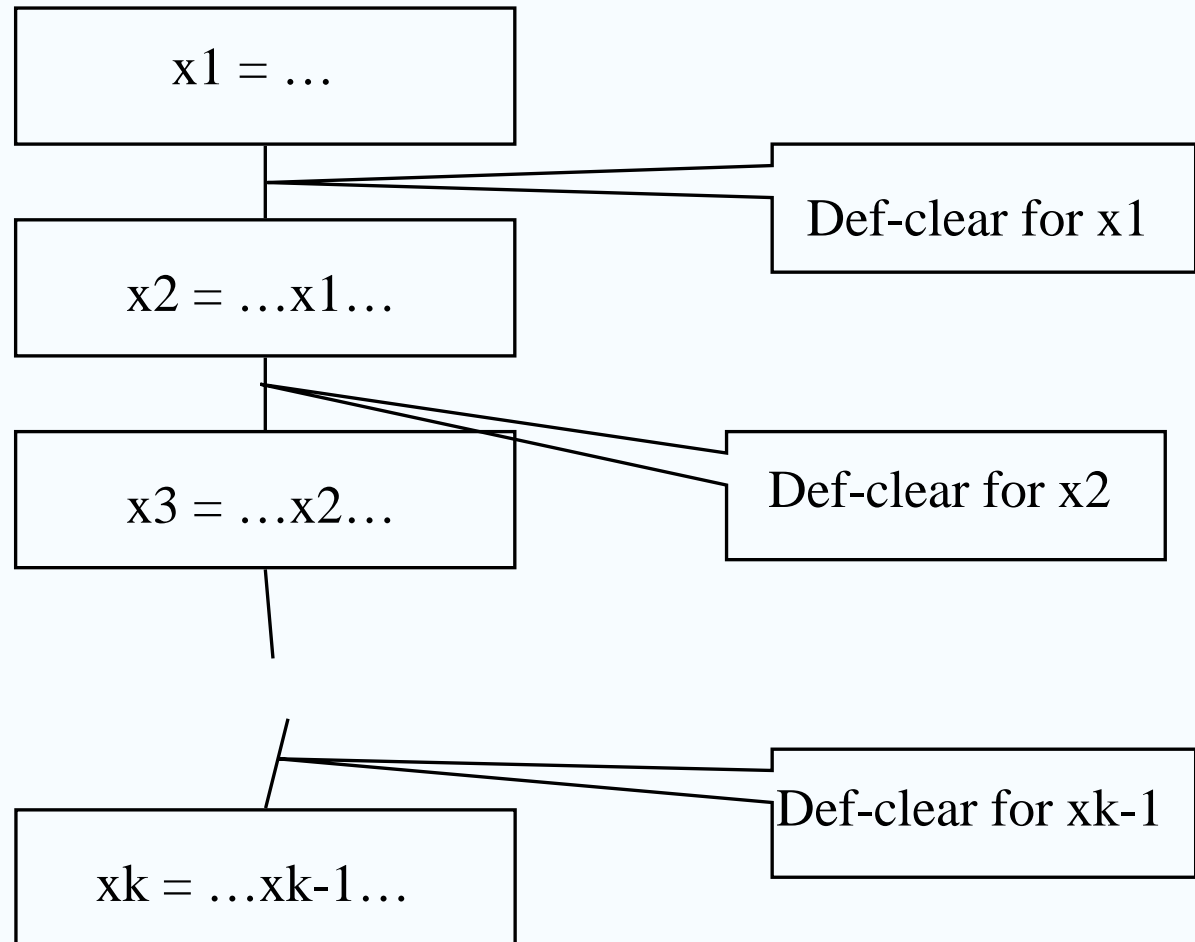 x1 = …
Def-clear for x1
x2 = …x1…
Def-clear for x2
x3 = …x2…
Def-clear for xk-1
xk = …xk-1…